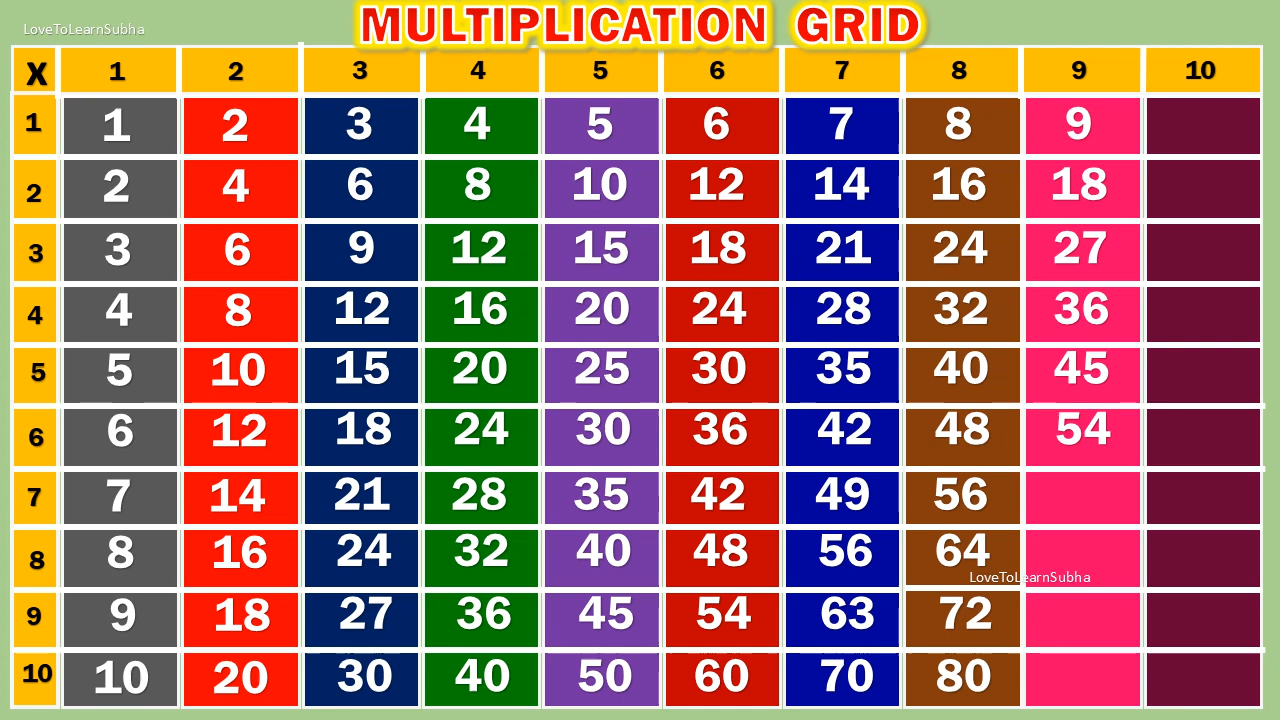 MULTIPLICATION GRID
LoveToLearnSubha
X 1 2 3 4 5 6 7 8 9 10
1 1 2 3 4 5 6 7 8 9
2 2 4 6 8 10 12 14 16 18
3 3 6 9 12 15 18 21 24 27
4 4 8 12 16 20 24 28 32 36
5 5 10 15 20 25 30 35 40 45
6 6 12 18 24 30 36 42 48 54
7 7 14 21 28 35 42 49 56
8 8 16 24 32 40 48 56 64
LoveToLearnSubha
9 9 18 27 36 45 54 63 72
10 10 20 30 40 50 60 70 80